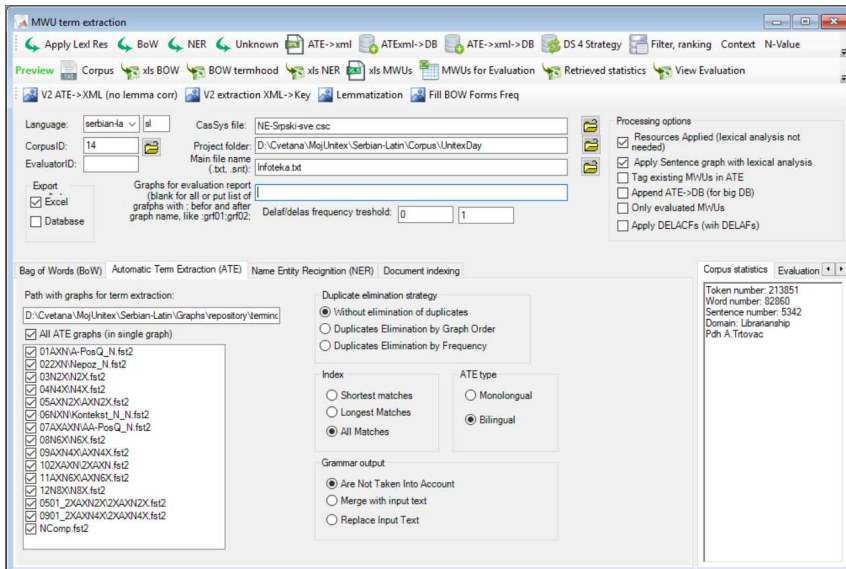 MWU term extraction
Apply Lexl Res BoW NER Unknown ATE->xml ATExml->DB ATE->xml->DB DS 4 Strategy Filter, ranking Context N-Value
Preview Corpus xls BOW BOW termhood xls NER xls MWUs MWUs for Evaluation Retrieved statistics View Evaluation
V2 ATE->XML (no lemma corr) V2 extraction XML->Key Lemmatization Fill BOW Forms Freq
Language: serbian-la sl CasSys file: NE-Srpski-sve.csc
CorpusID: 14 Project folder: D:\Cvetana\MojUnitex\Serbian-Latin\Corpus\UnitexDay
EvaluatorID: Main file name
(.txt, .snt): Infoteka.txt
Export
Excel
Database
Graphs for evaluation report
(blank for all or put list of
grafphs with ; befor and after
graph name, like :grf01;grf02;
Delaf/delas frequency treshold: 0 1
Processing options
Resources Applied (lexical analysis not
needed)
Apply Sentence graph with lexical analysis
Tag existing MWUs in ATE
Append ATE->DB (for big DB)
Only evaluated MWUs
Apply DELACFs (wih DELAFs)
Bag of Words (BoW) Automatic Term Extraction (ATE) Name Entity Recignition (NER) Document indexing
Path with graphs for term extraction:
D:\Cvetana\MojUnitex\Serbian-Latin\Graphs\repository\terminc
All ATE graphs (in single graph)
01AXN\A-PosQ_N.fst2
022XN\Nepoz_N.fst2
03N2X\N2X.fst2
04N4X\N4X.fst2
05AXN2X\AXN2X.fst2
06NXN\Kontekst_N_N.fst2
07AXAXN\AA-PosQ_N.fst2
08N6X\N6X.fst2
09AXN4X\AXN4X.fst2
102XAXN\2XAXN.fst2
11AXN6X\AXN6X.fst2
12N8X\N8X.fst2
0501_2XAXN2X\2XAXN2X.fst2
0901_2XAXN4X\2XAXN4X.fst2
NComp.fst2
Duplicate elimination strategy
Without elimination of duplicates
Duplicates Elimination by Graph Order
Duplicates Elimination by Frequency
Index
Shortest matches
Longest Matches
All Matches
ATE type
Monolongual
Bilingual
Grammar output
Are Not Taken Into Account
Merge with input text
Replace Input Text
Corpus statistics Evaluation
Token number: 213851
Word number: 82860
Sentence number: 5342
Domain: Librarianship
Pdh A.Trtovac